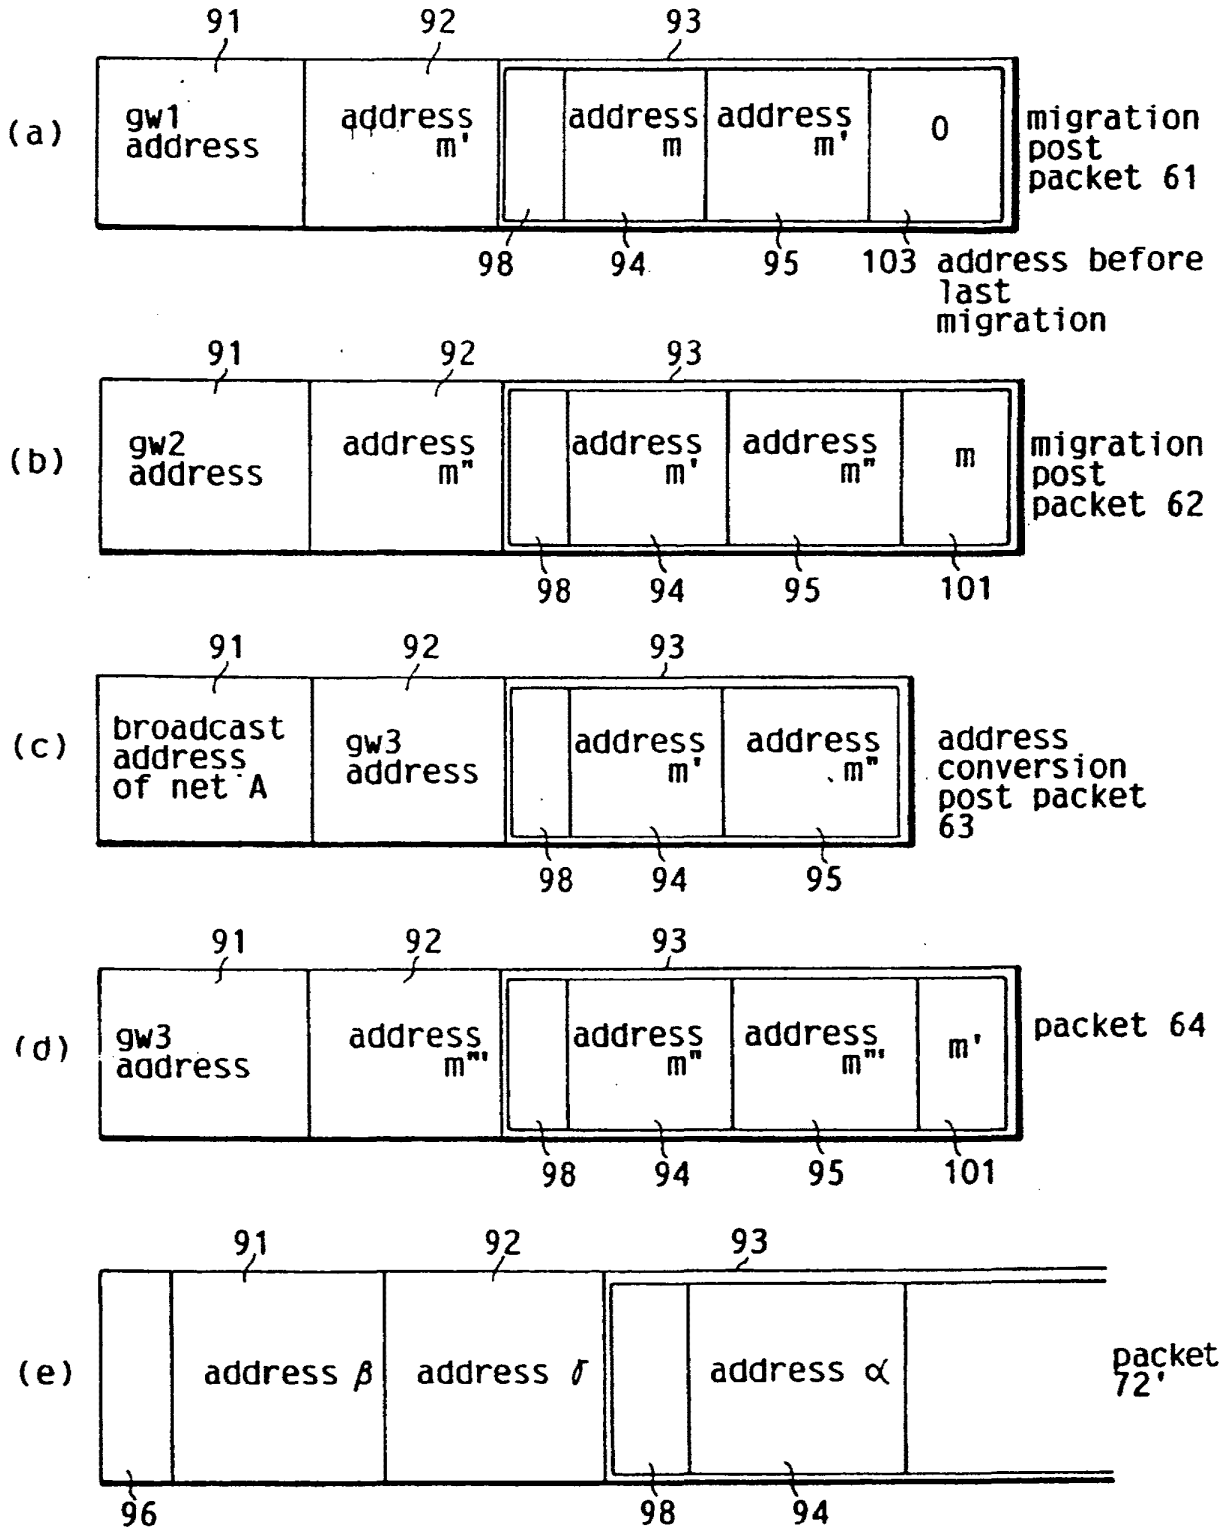 91 92 93
(a)
gw1
address
address
m'
address
m
address
m'
0
migration
post
packet 61
98 94 95 103 address before
last
migration
91 92 93
(b)
gw2
address
address
m"
address
m'
address
m"
m
migration
post
packet 62
98 94 95 101
91 92 93
(c)
broadcast
address
of net A
gw3
address
address
m'
address
m"
address
conversion
post packet
63
98 94 95
91 92 93
(d)
gw3
address
address
m"'
address
m"
address
m"'
m'
packet 64
98 94 95 101
91 92 93
(e)
address β
address γ
address α
packet
72'
96 98 94